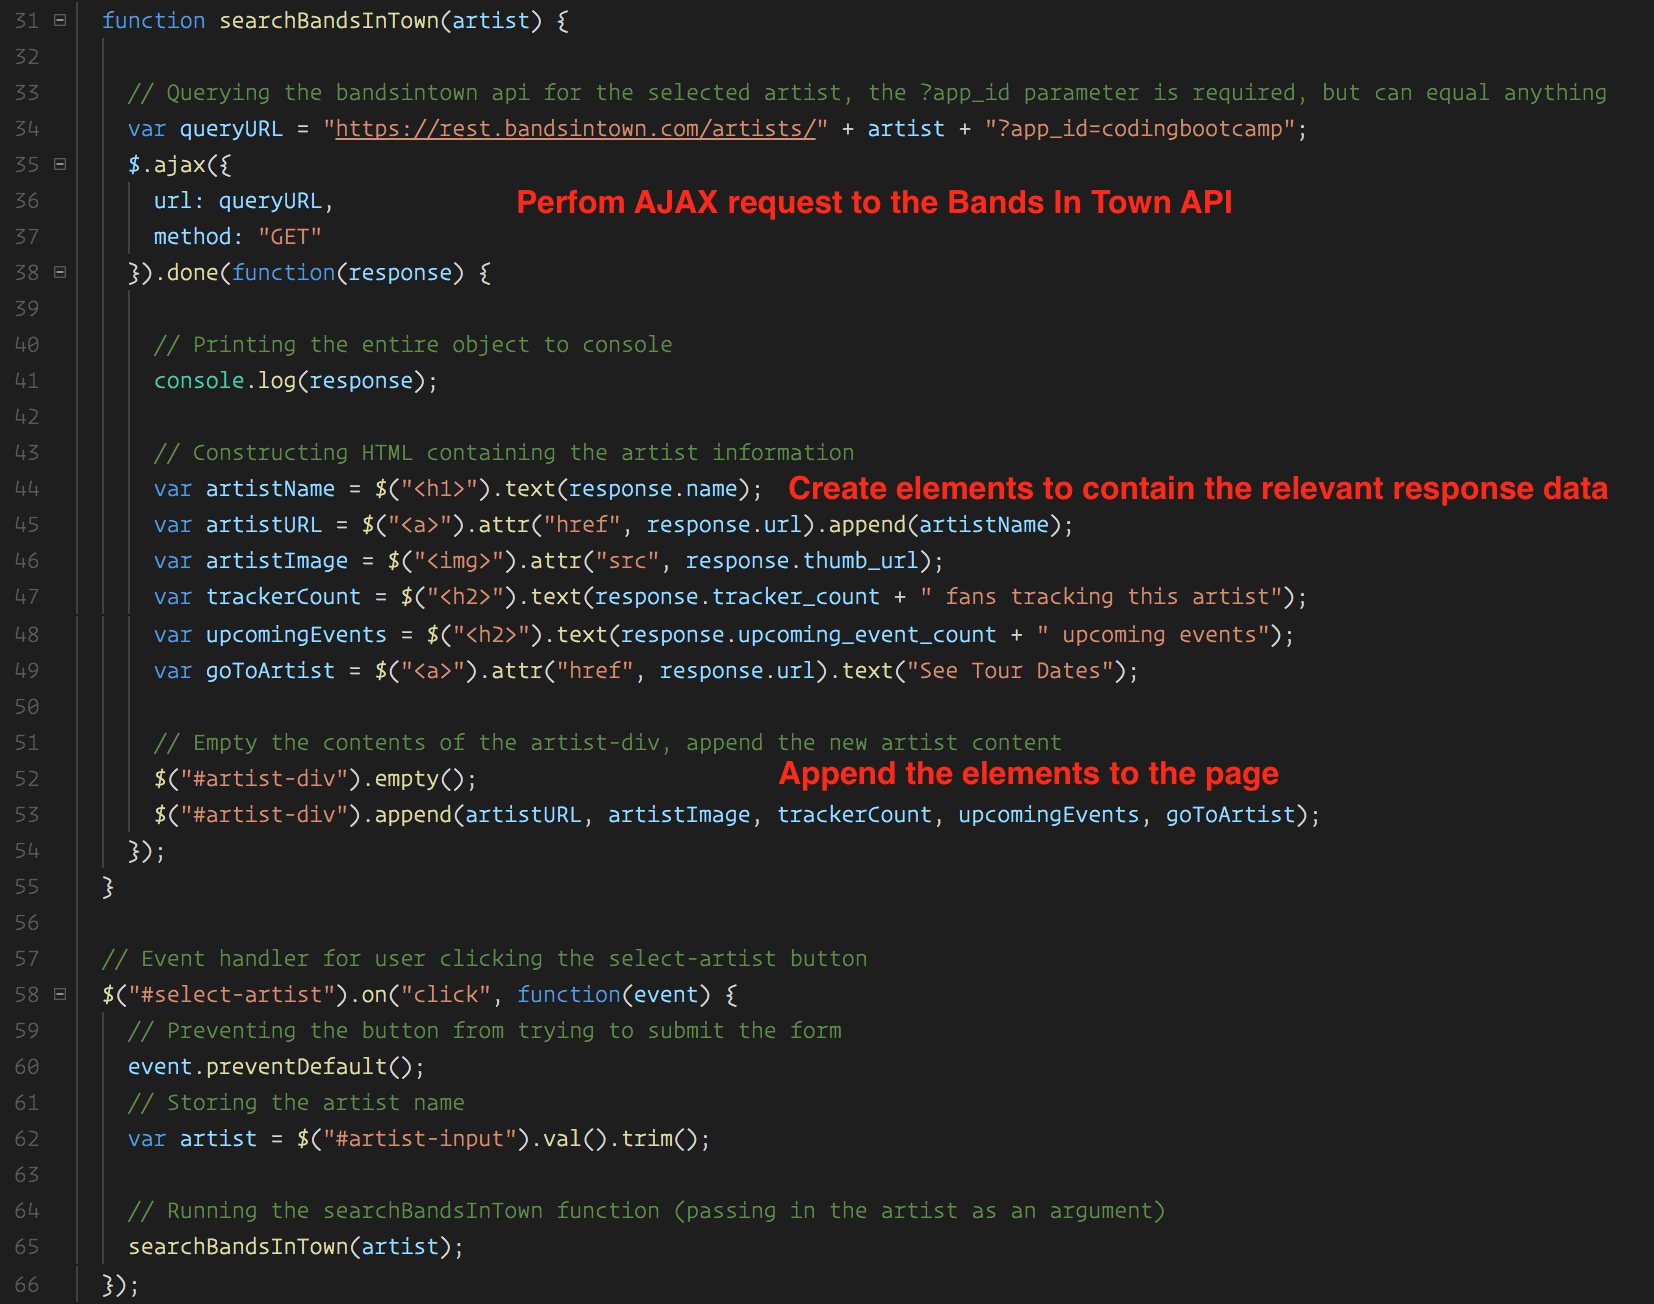 31 function searchBandsInTown(artist) {
32
33 // Querying the bandsintown api for the selected artist, the ?app_id parameter is required, but can equal anything
34 var queryURL = "https://rest.bandsintown.com/artists/" + artist + "?app_id=codingbootcamp";
35 $.ajax({
36 url: queryURL, Perfom AJAX request to the Bands In Town API
37 method: "GET"
38 }).done(function(response) {
39
40 // Printing the entire object to console
41 console.log(response);
42
43 // Constructing HTML containing the artist information
44 var artistName = $("<h1>").text(response.name); Create elements to contain the relevant response data
45 var artistURL = $("<a>").attr("href", response.url).append(artistName);
46 var artistImage = $("<img>").attr("src", response.thumb_url);
47 var trackerCount = $("<h2>").text(response.tracker_count + " fans tracking this artist");
48 var upcomingEvents = $("<h2>").text(response.upcoming_event_count + " upcoming events");
49 var goToArtist = $("<a>").attr("href", response.url).text("See Tour Dates");
50
51 // Empty the contents of the artist-div, append the new artist content
52 $("#artist-div").empty(); Append the elements to the page
53 $("#artist-div").append(artistURL, artistImage, trackerCount, upcomingEvents, goToArtist);
54 });
55 }
56
57 // Event handler for user clicking the select-artist button
58 $("#select-artist").on("click", function(event) {
59 // Preventing the button from trying to submit the form
60 event.preventDefault();
61 // Storing the artist name
62 var artist = $("#artist-input").val().trim();
63
64 // Running the searchBandsInTown function (passing in the artist as an argument)
65 searchBandsInTown(artist);
66 });